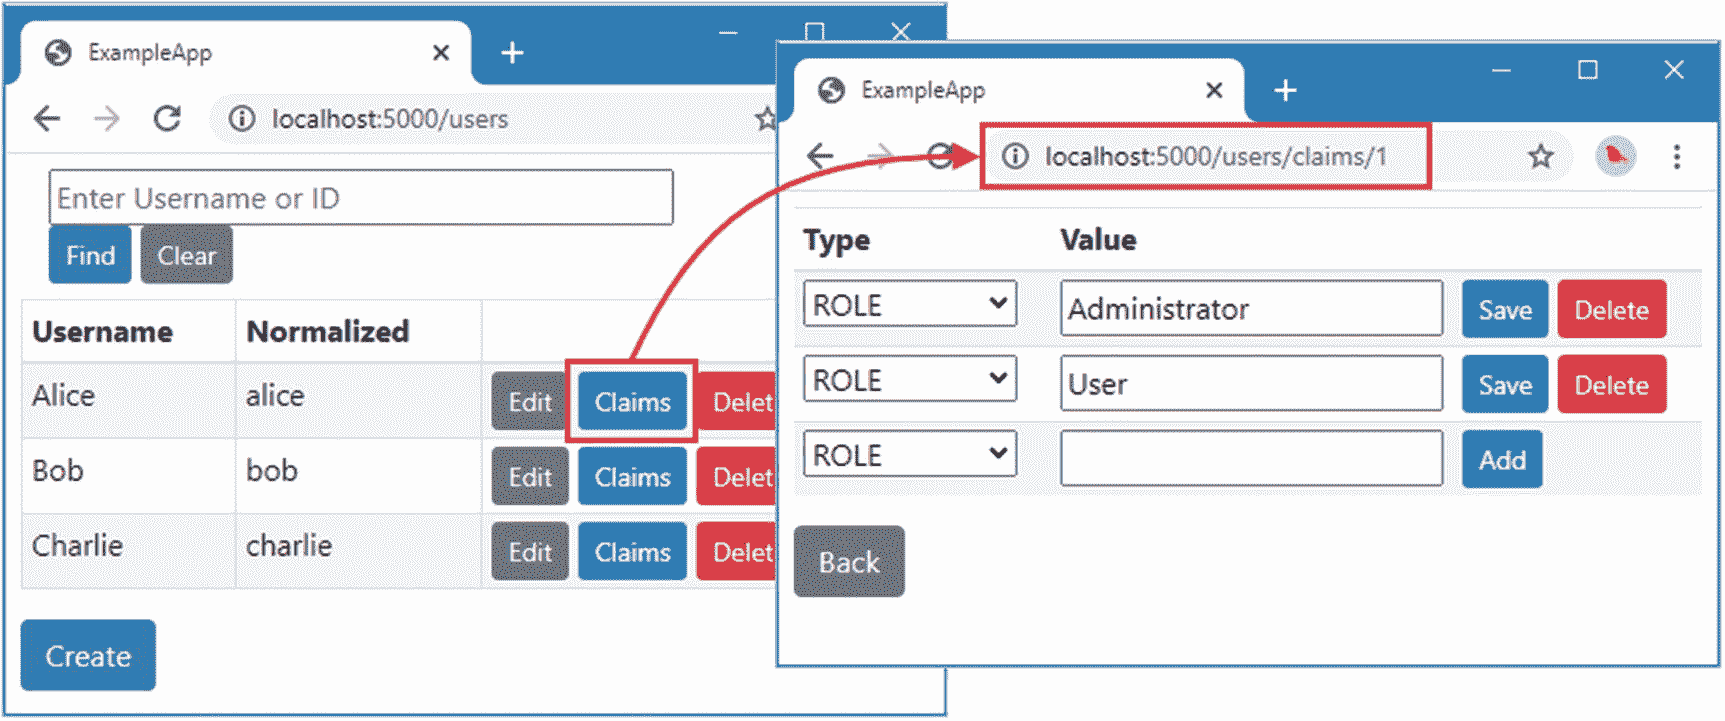 ExampleApp
localhost:5000/users
Enter Username or ID
Find Clear
Username Normalized
Alice alice Edit Claims Delet
Bob bob Edit Claims Delet
Charlie charlie Edit Claims Delet
Create
ExampleApp
localhost:5000/users/claims/1
Type Value
ROLE Administrator Save Delete
ROLE User Save Delete
ROLE Add
Back